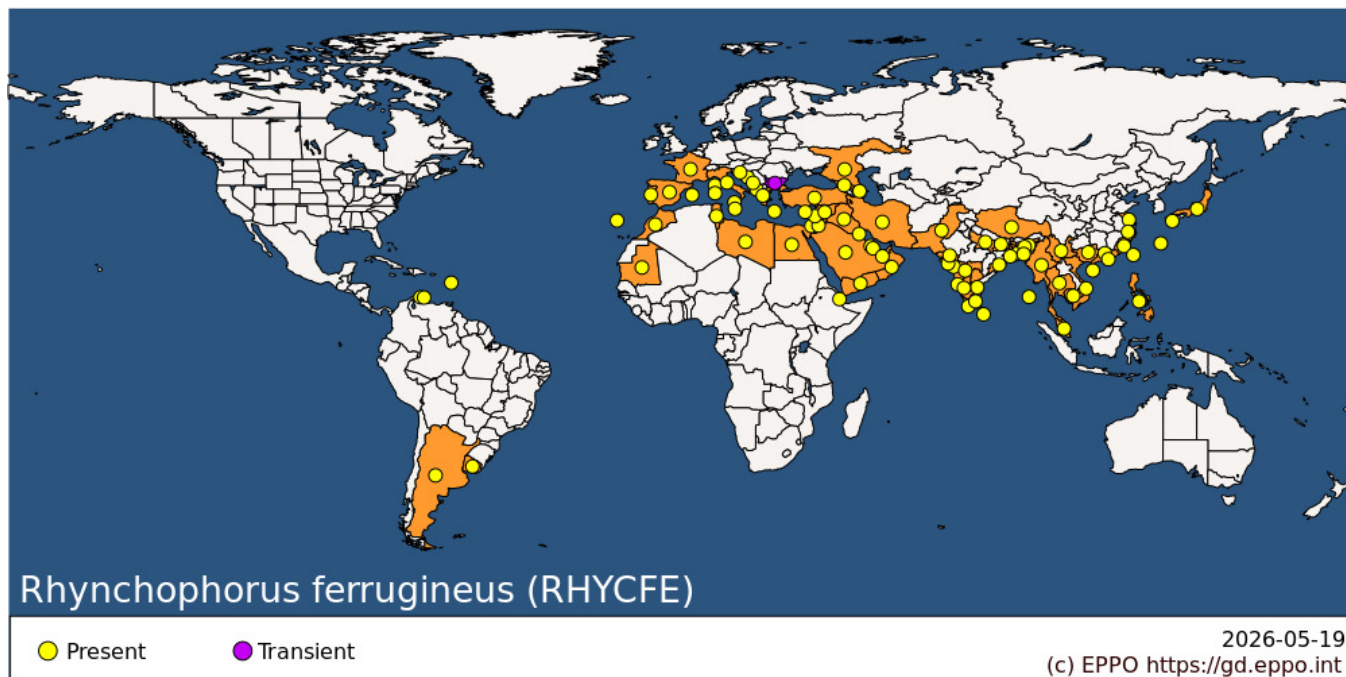 Rhynchophorus ferrugineus (RHYCFE)
Present
Transient
2026-05-19
(c) EPPO https://gd.eppo.int